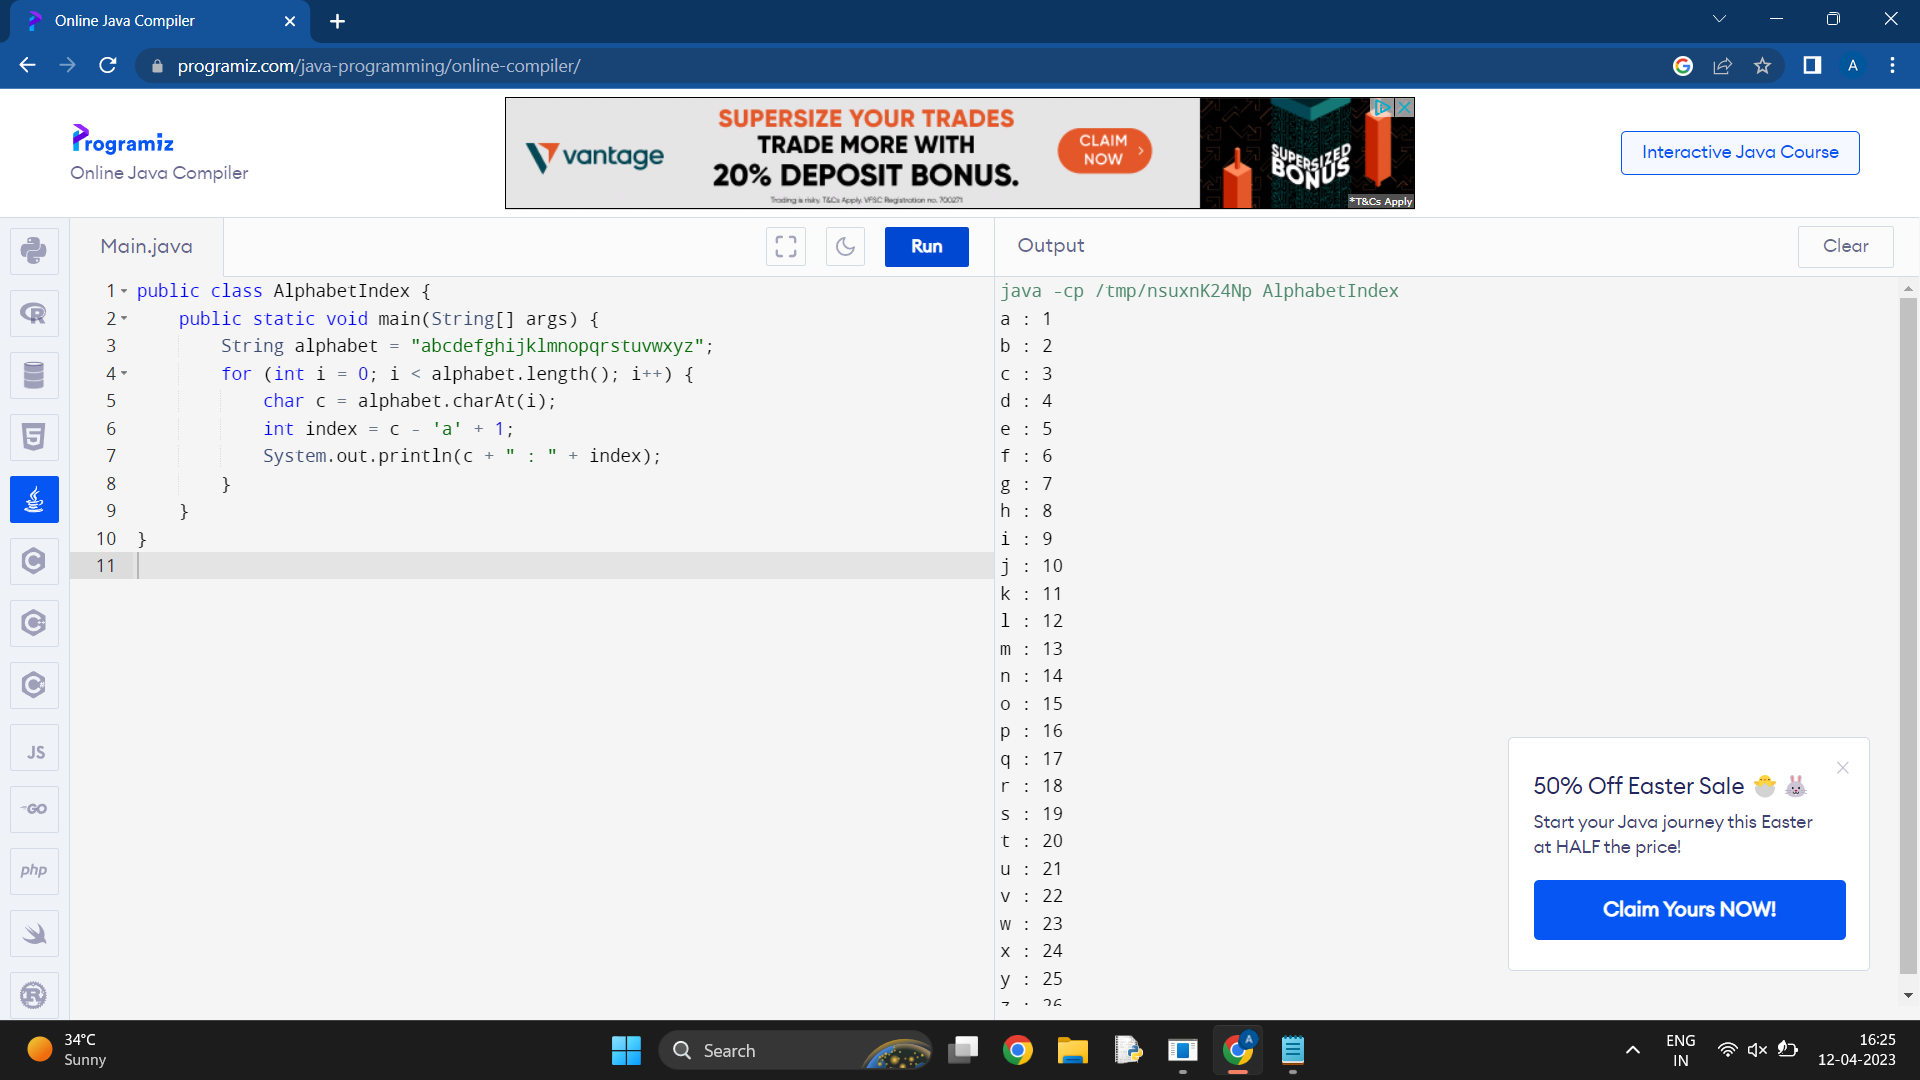 Online Java Compiler
programiz.com/java-programming/online-compiler/
A
Programiz
Online Java Compiler
vantage
SUPERSIZE YOUR TRADES
TRADE MORE WITH
20% DEPOSIT BONUS.
Trading is risky. T&Cs Apply. VFSC Registration no. 700271
CLAIM
NOW
SUPERSIZED
BONUS
*T&Cs Apply
Interactive Java Course
Main.java
Run
Output
Clear
1 public class AlphabetIndex {
2 public static void main(String[] args) {
3 String alphabet = "abcdefghijklmnopqrstuvwxyz";
4 for (int i = 0; i < alphabet.length(); i++) {
5 char c = alphabet.charAt(i);
6 int index = c - 'a' + 1;
7 System.out.println(c + " : " + index);
8 }
9 }
10 }
11
java -cp /tmp/nsuxnK24Np AlphabetIndex
a : 1
b : 2
c : 3
d : 4
e : 5
f : 6
g : 7
h : 8
i : 9
j : 10
k : 11
l : 12
m : 13
n : 14
o : 15
p : 16
q : 17
r : 18
s : 19
t : 20
u : 21
v : 22
w : 23
x : 24
y : 25
z : 26
R
5
C
C
C
JS
GO
php
R
50% Off Easter Sale 🐣 🐰
Start your Java journey this Easter
at HALF the price!
Claim Yours NOW!
34°C
Sunny
Search
A
ENG
IN
16:25
12-04-2023